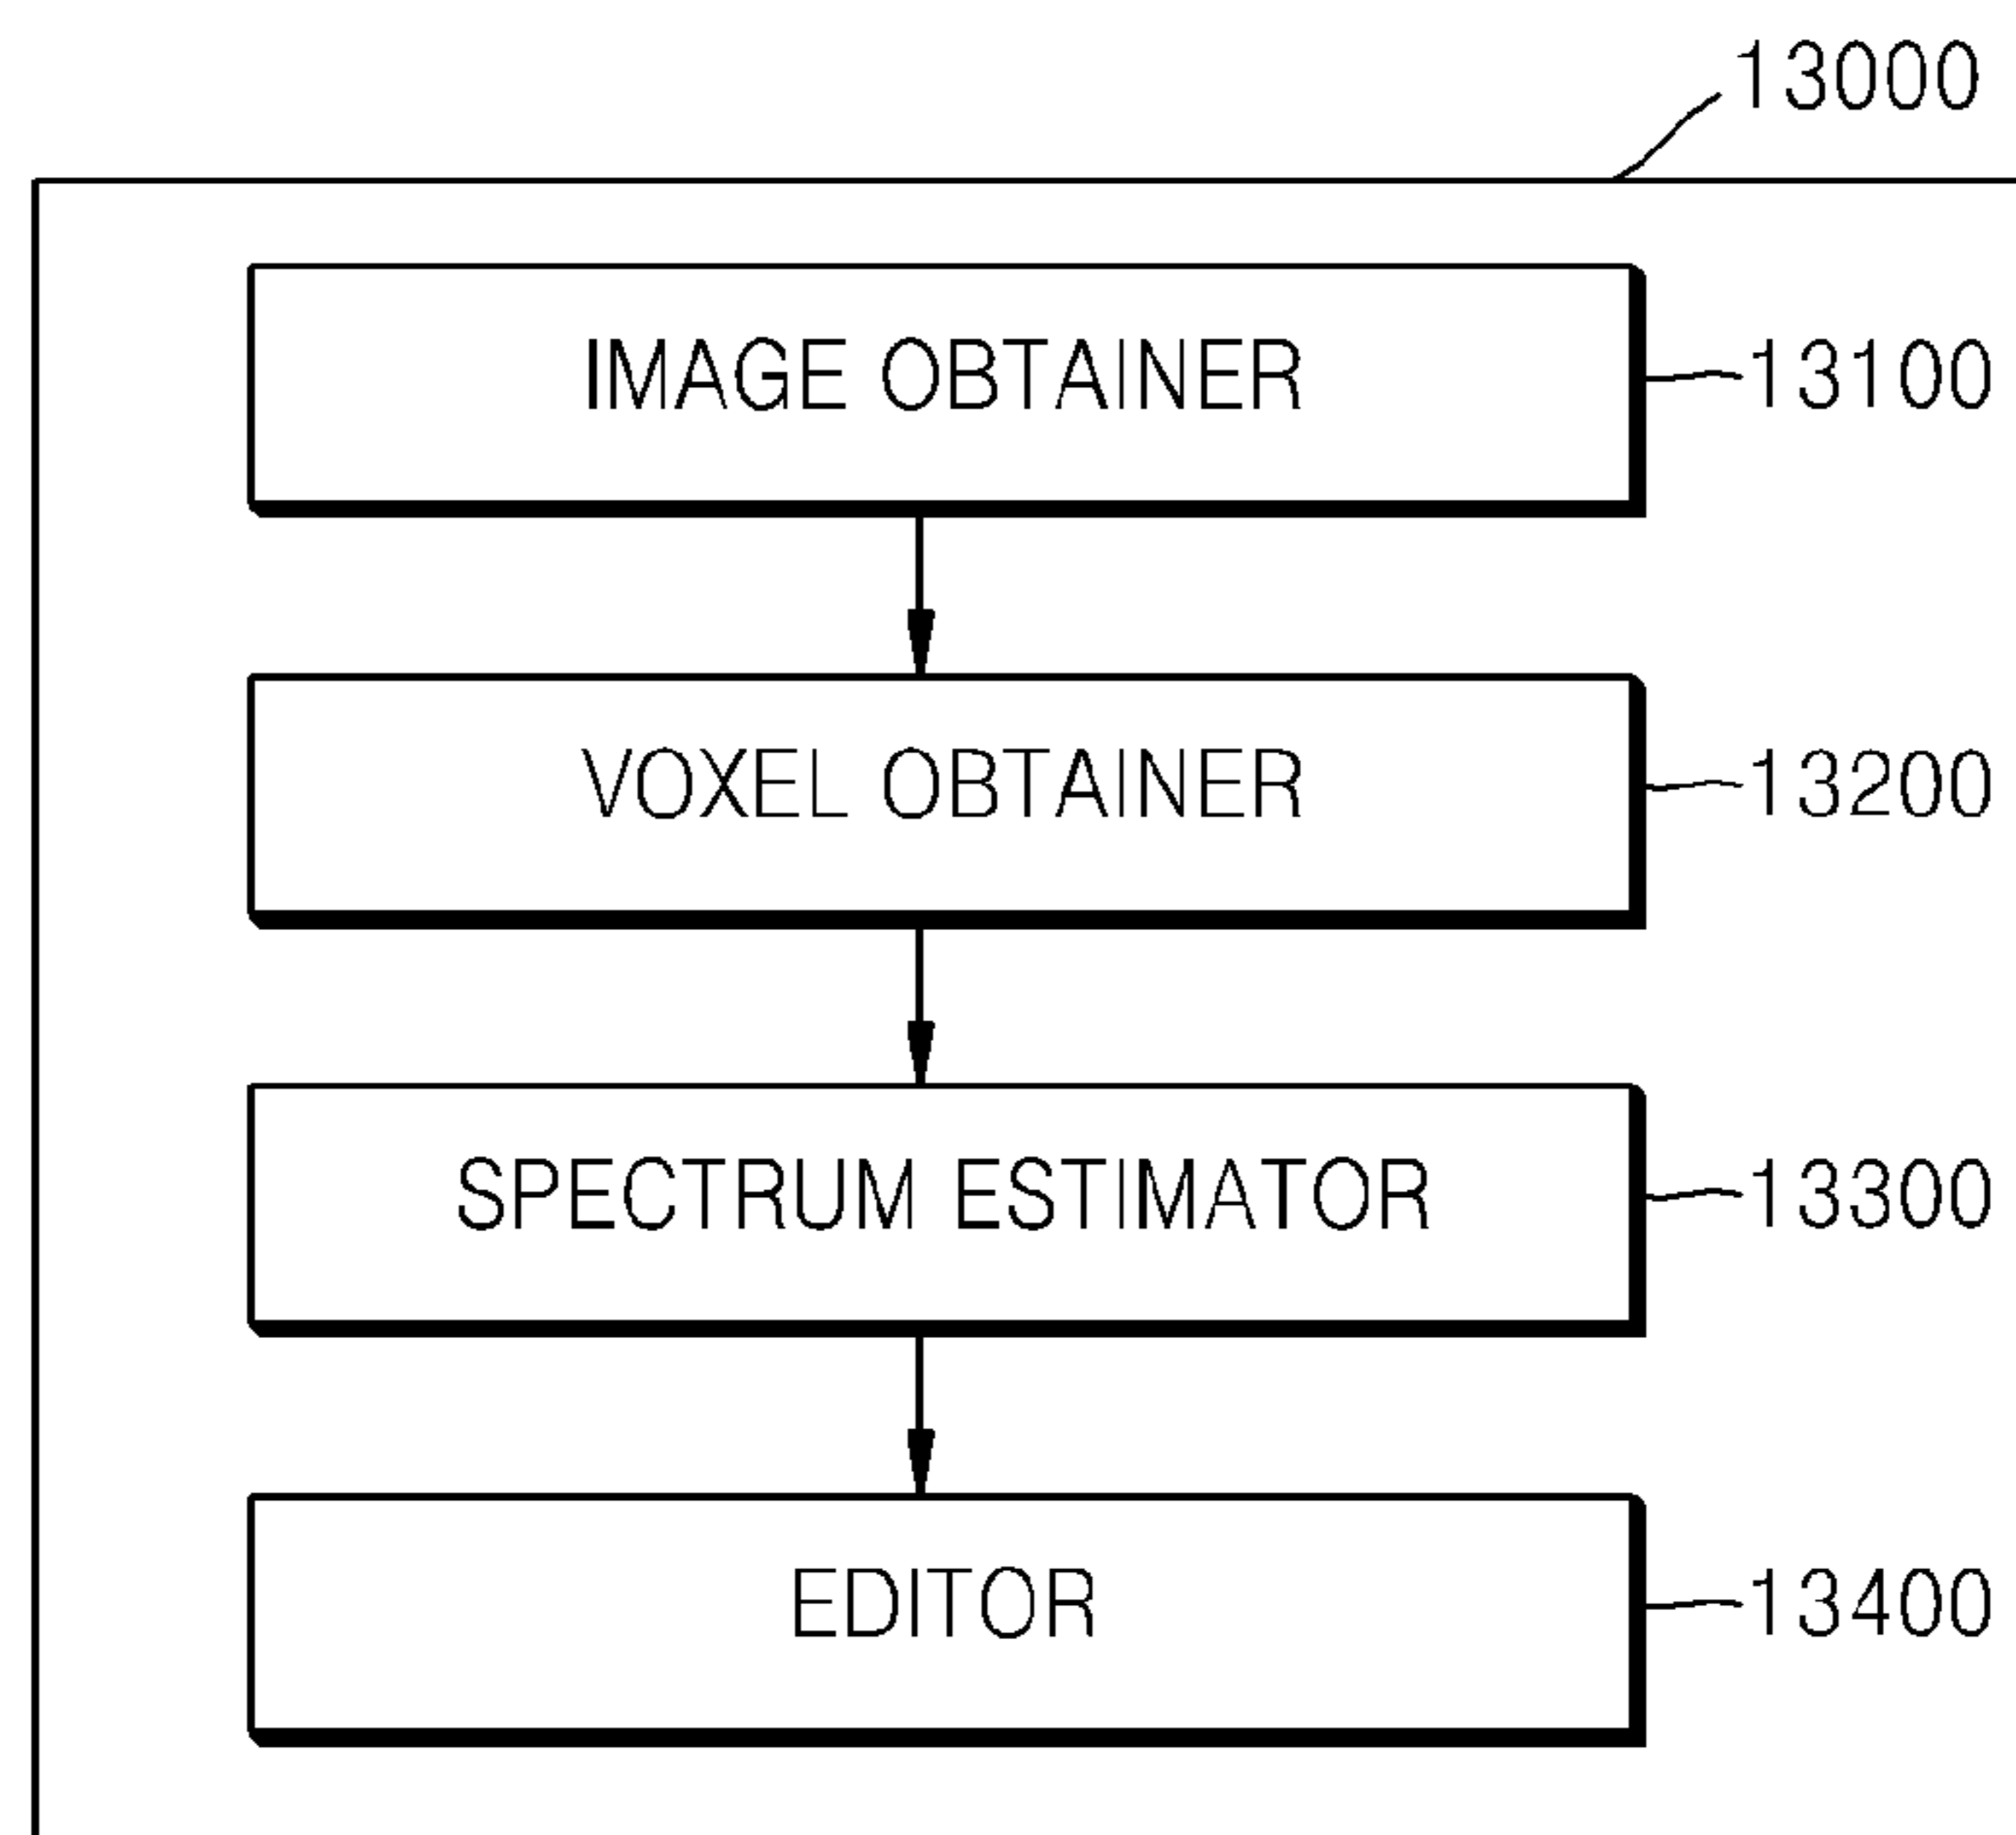 13000
IMAGE OBTAINER
13100
VOXEL OBTAINER
13200
SPECTRUM ESTIMATOR
13300
EDITOR
13400